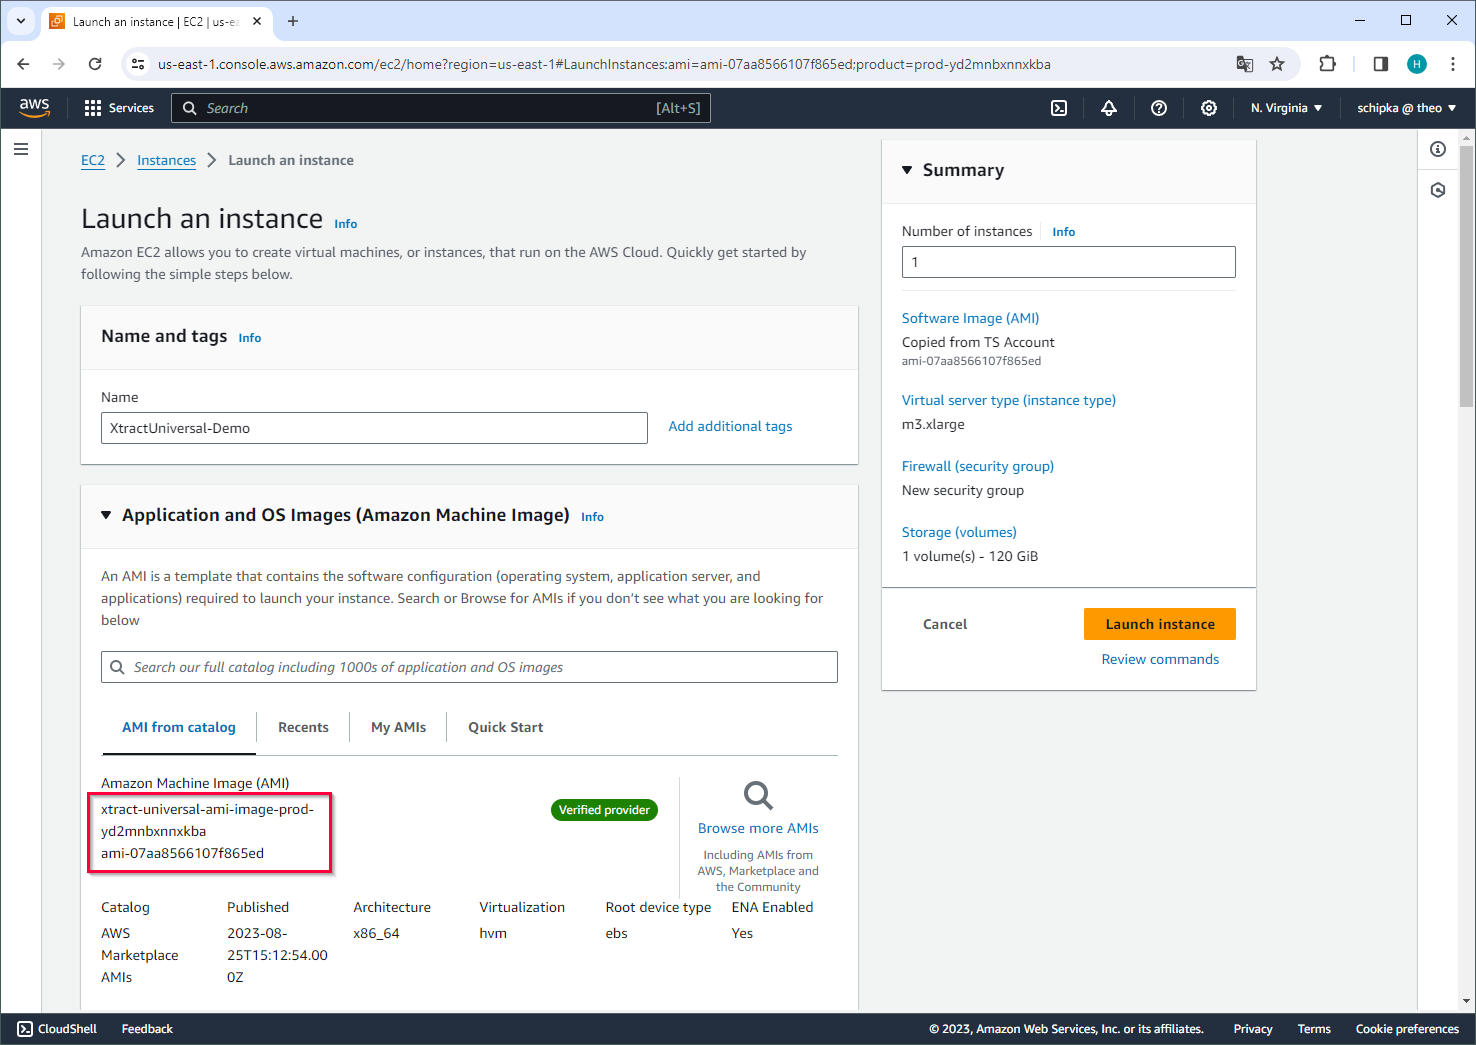 Launch an instance | EC2 | us-ea
us-east-1.console.aws.amazon.com/ec2/home?region=us-east-1#LaunchInstances:ami=ami-07aa8566107f865ed;product=prod-yd2mnbxnnxkba
H
aws
Services
Search
[Alt+S]
N. Virginia
schipka @ theo
EC2
Instances
Launch an instance
Launch an instance Info
Amazon EC2 allows you to create virtual machines, or instances, that run on the AWS Cloud. Quickly get started by
following the simple steps below.
Name and tags Info
Name
XtractUniversal-Demo
Add additional tags
Application and OS Images (Amazon Machine Image) Info
An AMI is a template that contains the software configuration (operating system, application server, and
applications) required to launch your instance. Search or Browse for AMIs if you don't see what you are looking for
below
Search our full catalog including 1000s of application and OS images
AMI from catalog
Recents
My AMIs
Quick Start
Amazon Machine Image (AMI)
xtract-universal-ami-image-prod-
yd2mnbxnnxkba
ami-07aa8566107f865ed
Verified provider
Browse more AMIs
Including AMIs from
AWS, Marketplace and
the Community
Catalog
AWS
Marketplace
AMIs
Published
2023-08-
25T15:12:54.00
0Z
Architecture
x86_64
Virtualization
hvm
Root device type
ebs
ENA Enabled
Yes
Summary
Number of instances Info
1
Software Image (AMI)
Copied from TS Account
ami-07aa8566107f865ed
Virtual server type (instance type)
m3.xlarge
Firewall (security group)
New security group
Storage (volumes)
1 volume(s) - 120 GiB
Cancel
Launch instance
Review commands
CloudShell
Feedback
© 2023, Amazon Web Services, Inc. or its affiliates.
Privacy
Terms
Cookie preferences